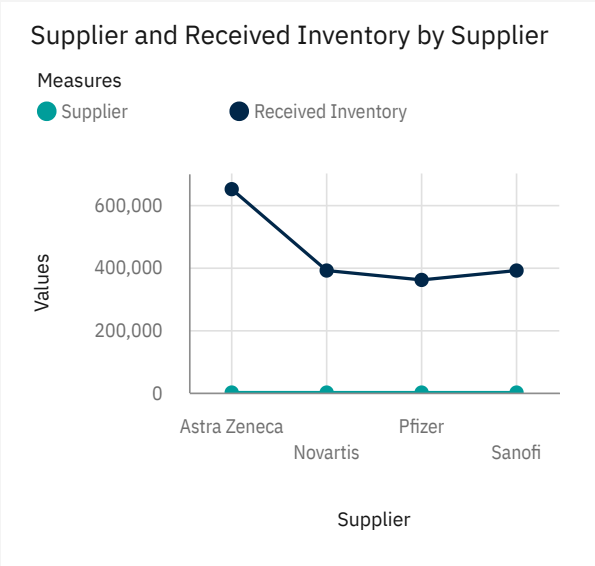 Supplier and Received Inventory by Supplier
Measures
Supplier Received Inventory
Values
600,000
400,000
200,000
0
Astra Zeneca Pfizer
Novartis Sanofi
Supplier